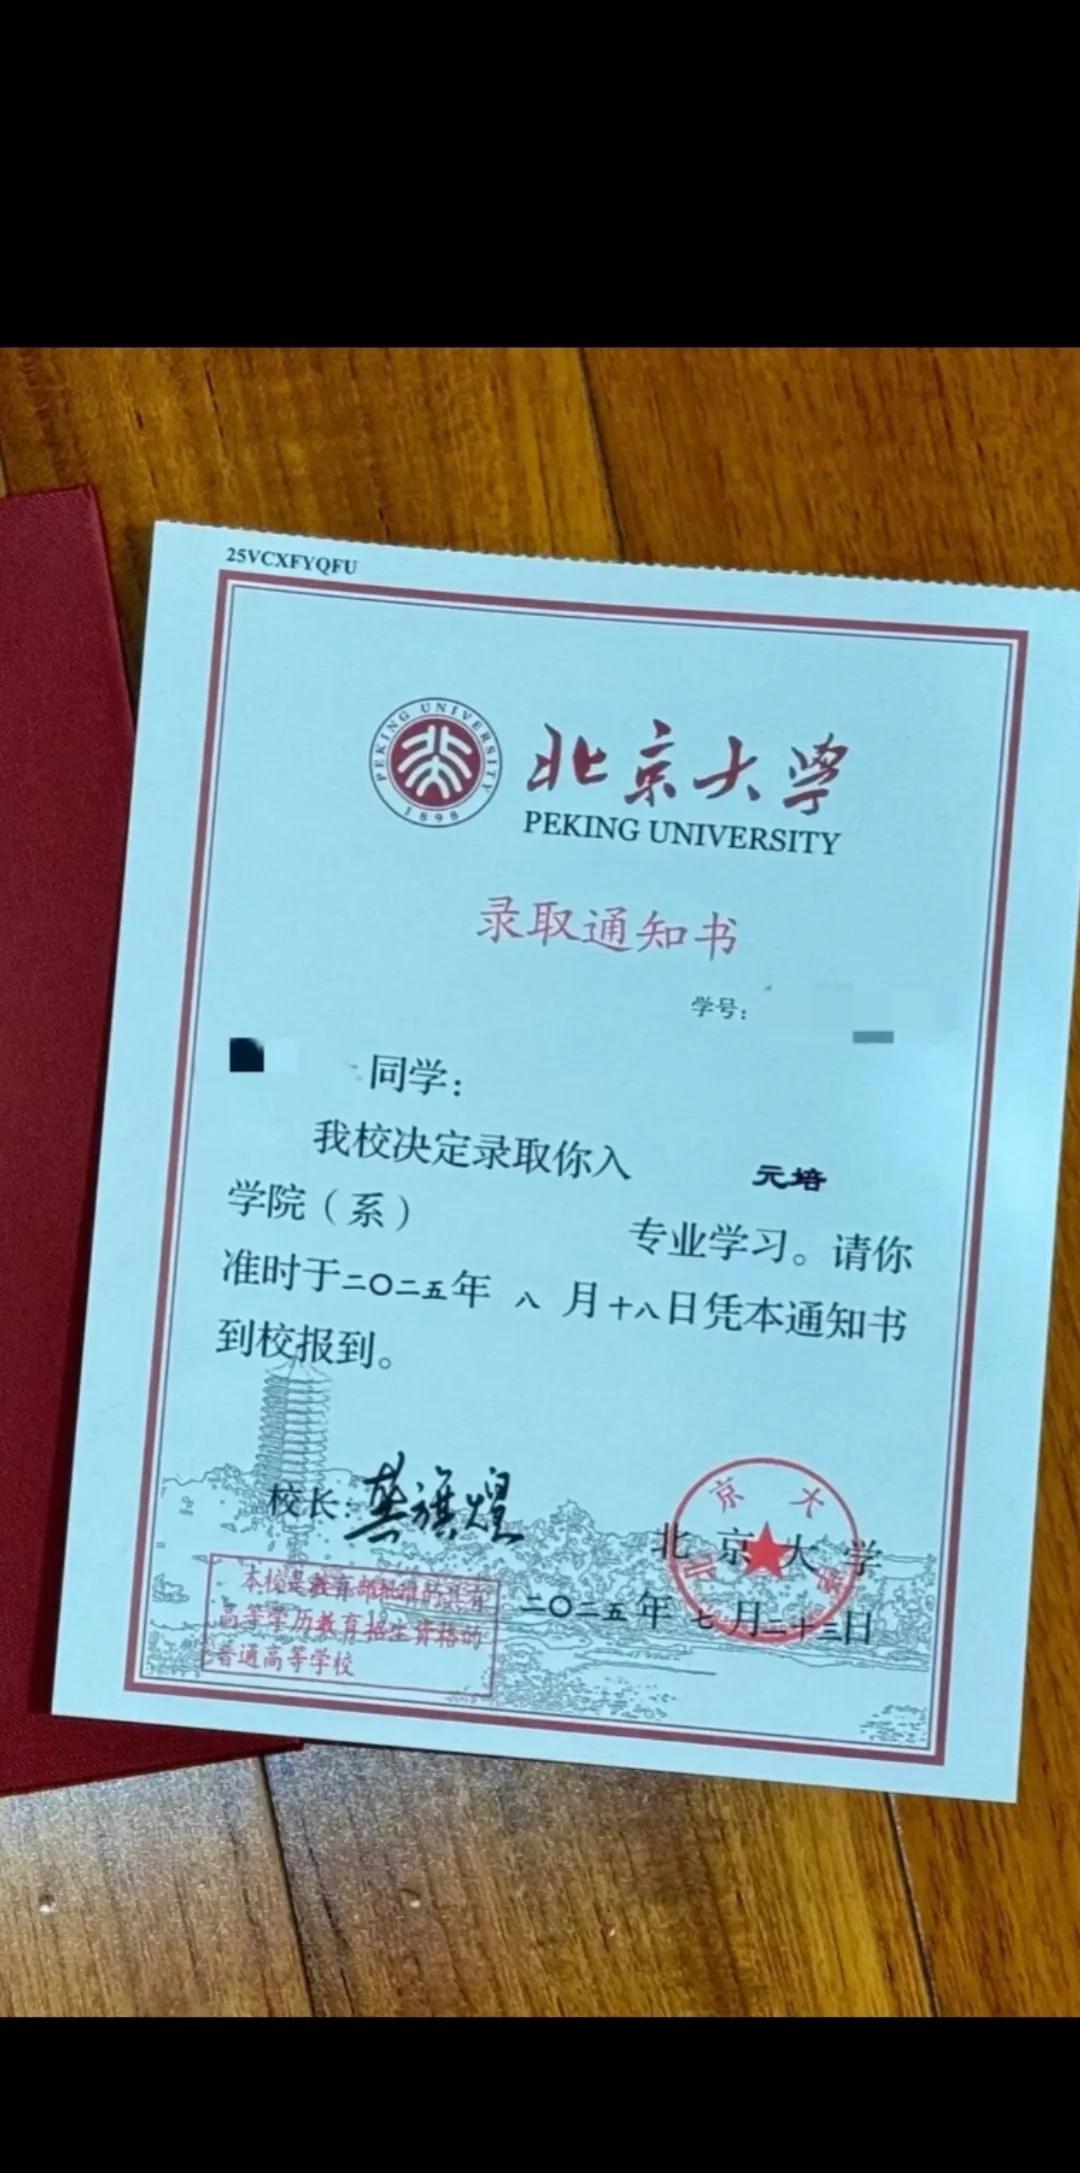 25VCXFYQFU
PEKING UNIVERSITY
1898
北京大学
PEKING UNIVERSITY
录取通知书
学号：
同学：
我校决定录取你入 元培
学院（系） 专业学习。请你
准时于二〇二五年 八 月十八日凭本通知书
到校报到。
校长：龚旗煌
北京大学
本校是教育部批准的具有
高等学历教育招生资格的
普通高等学校
二〇二五年 七 月二十三日